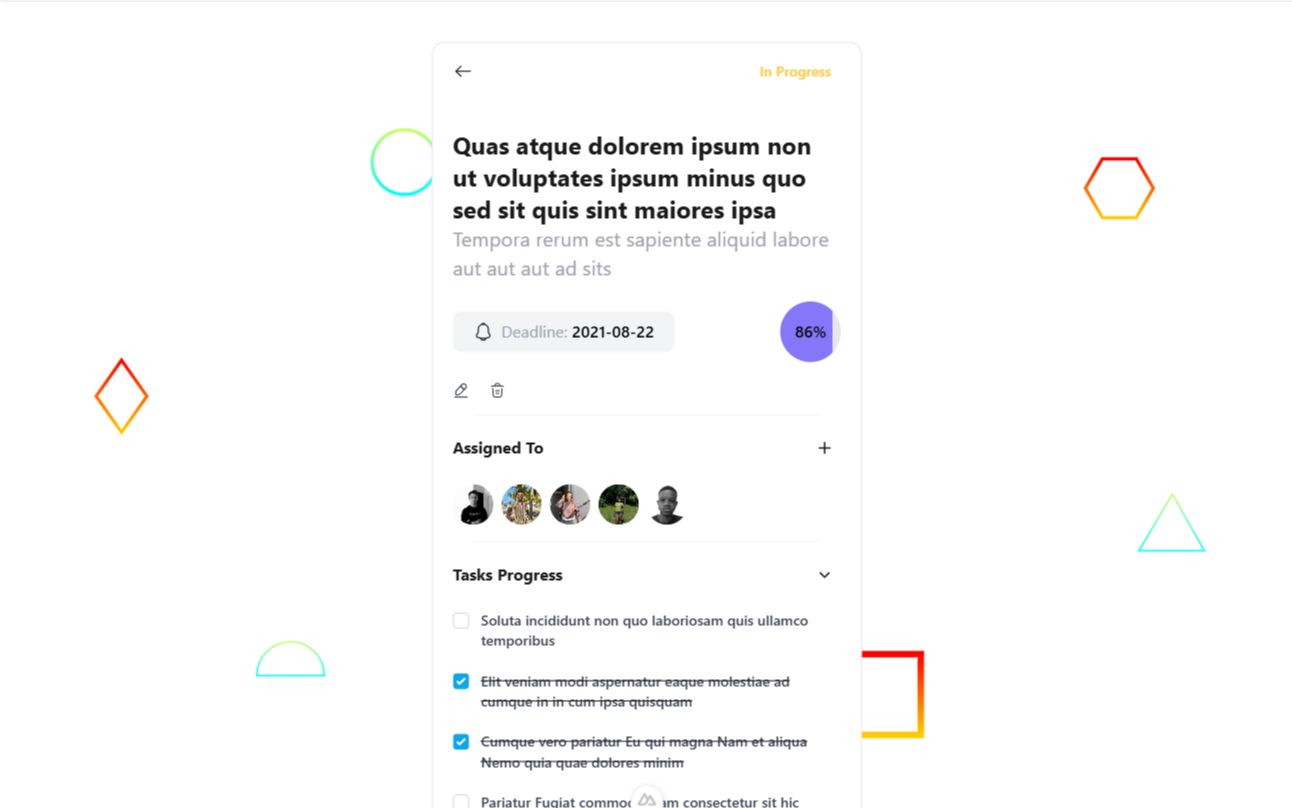 In Progress
Quas atque dolorem ipsum non
ut voluptates ipsum minus quo
sed sit quis sint maiores ipsa
Tempora rerum est sapiente aliquid labore
aut aut aut ad sits
Deadline: 2021-08-22
86%
Assigned To
Tasks Progress
Soluta incididunt non quo laboriosam quis ullamco
temporibus
Elit veniam modi aspernatur eaque molestiae ad
cumque in in cum ipsa quisquam
Cumque vero pariatur Eu qui magna Nam et aliqua
Nemo quia quae dolores minim
Pariatur Fugiat consectetur sit hic